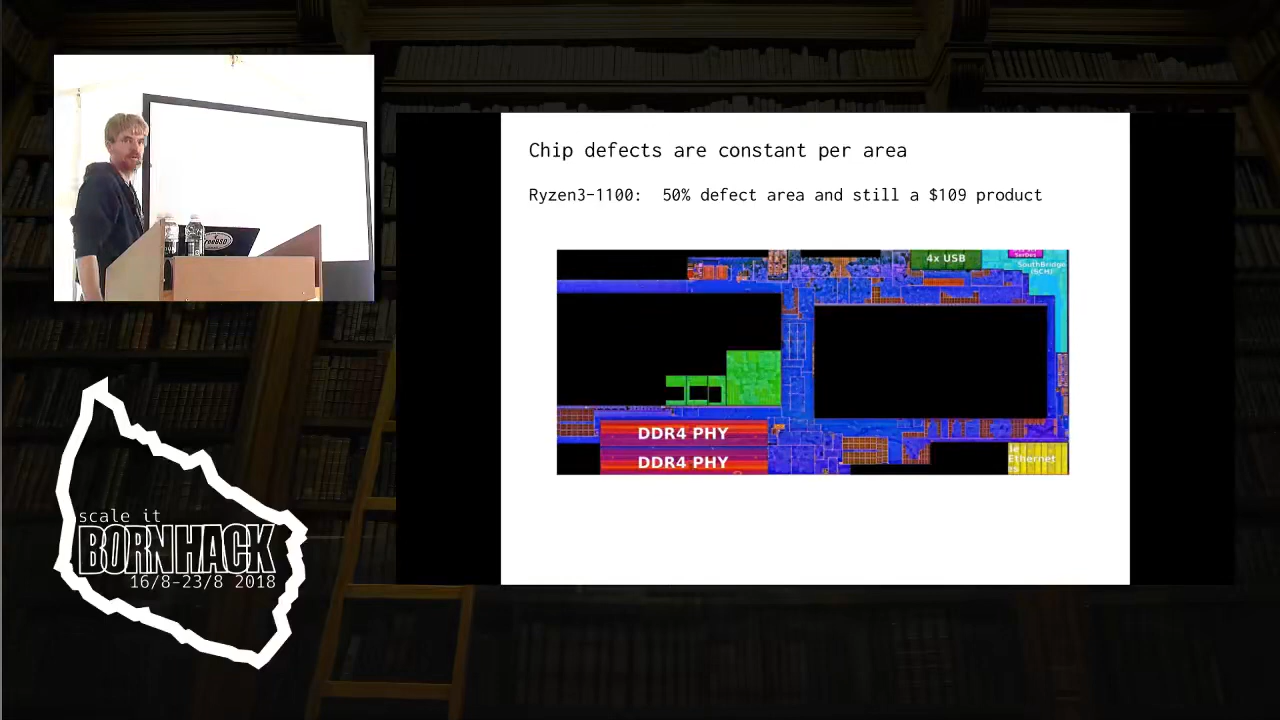 Chip defects are constant per area
Ryzen3-1100: 50% defect area and still a $109 product
4x USB
SerDes
SouthBridge
(SCH)
DDR4 PHY
DDR4 PHY
Ethernet
scale it
BORNHACK
16/8-23/8 2018